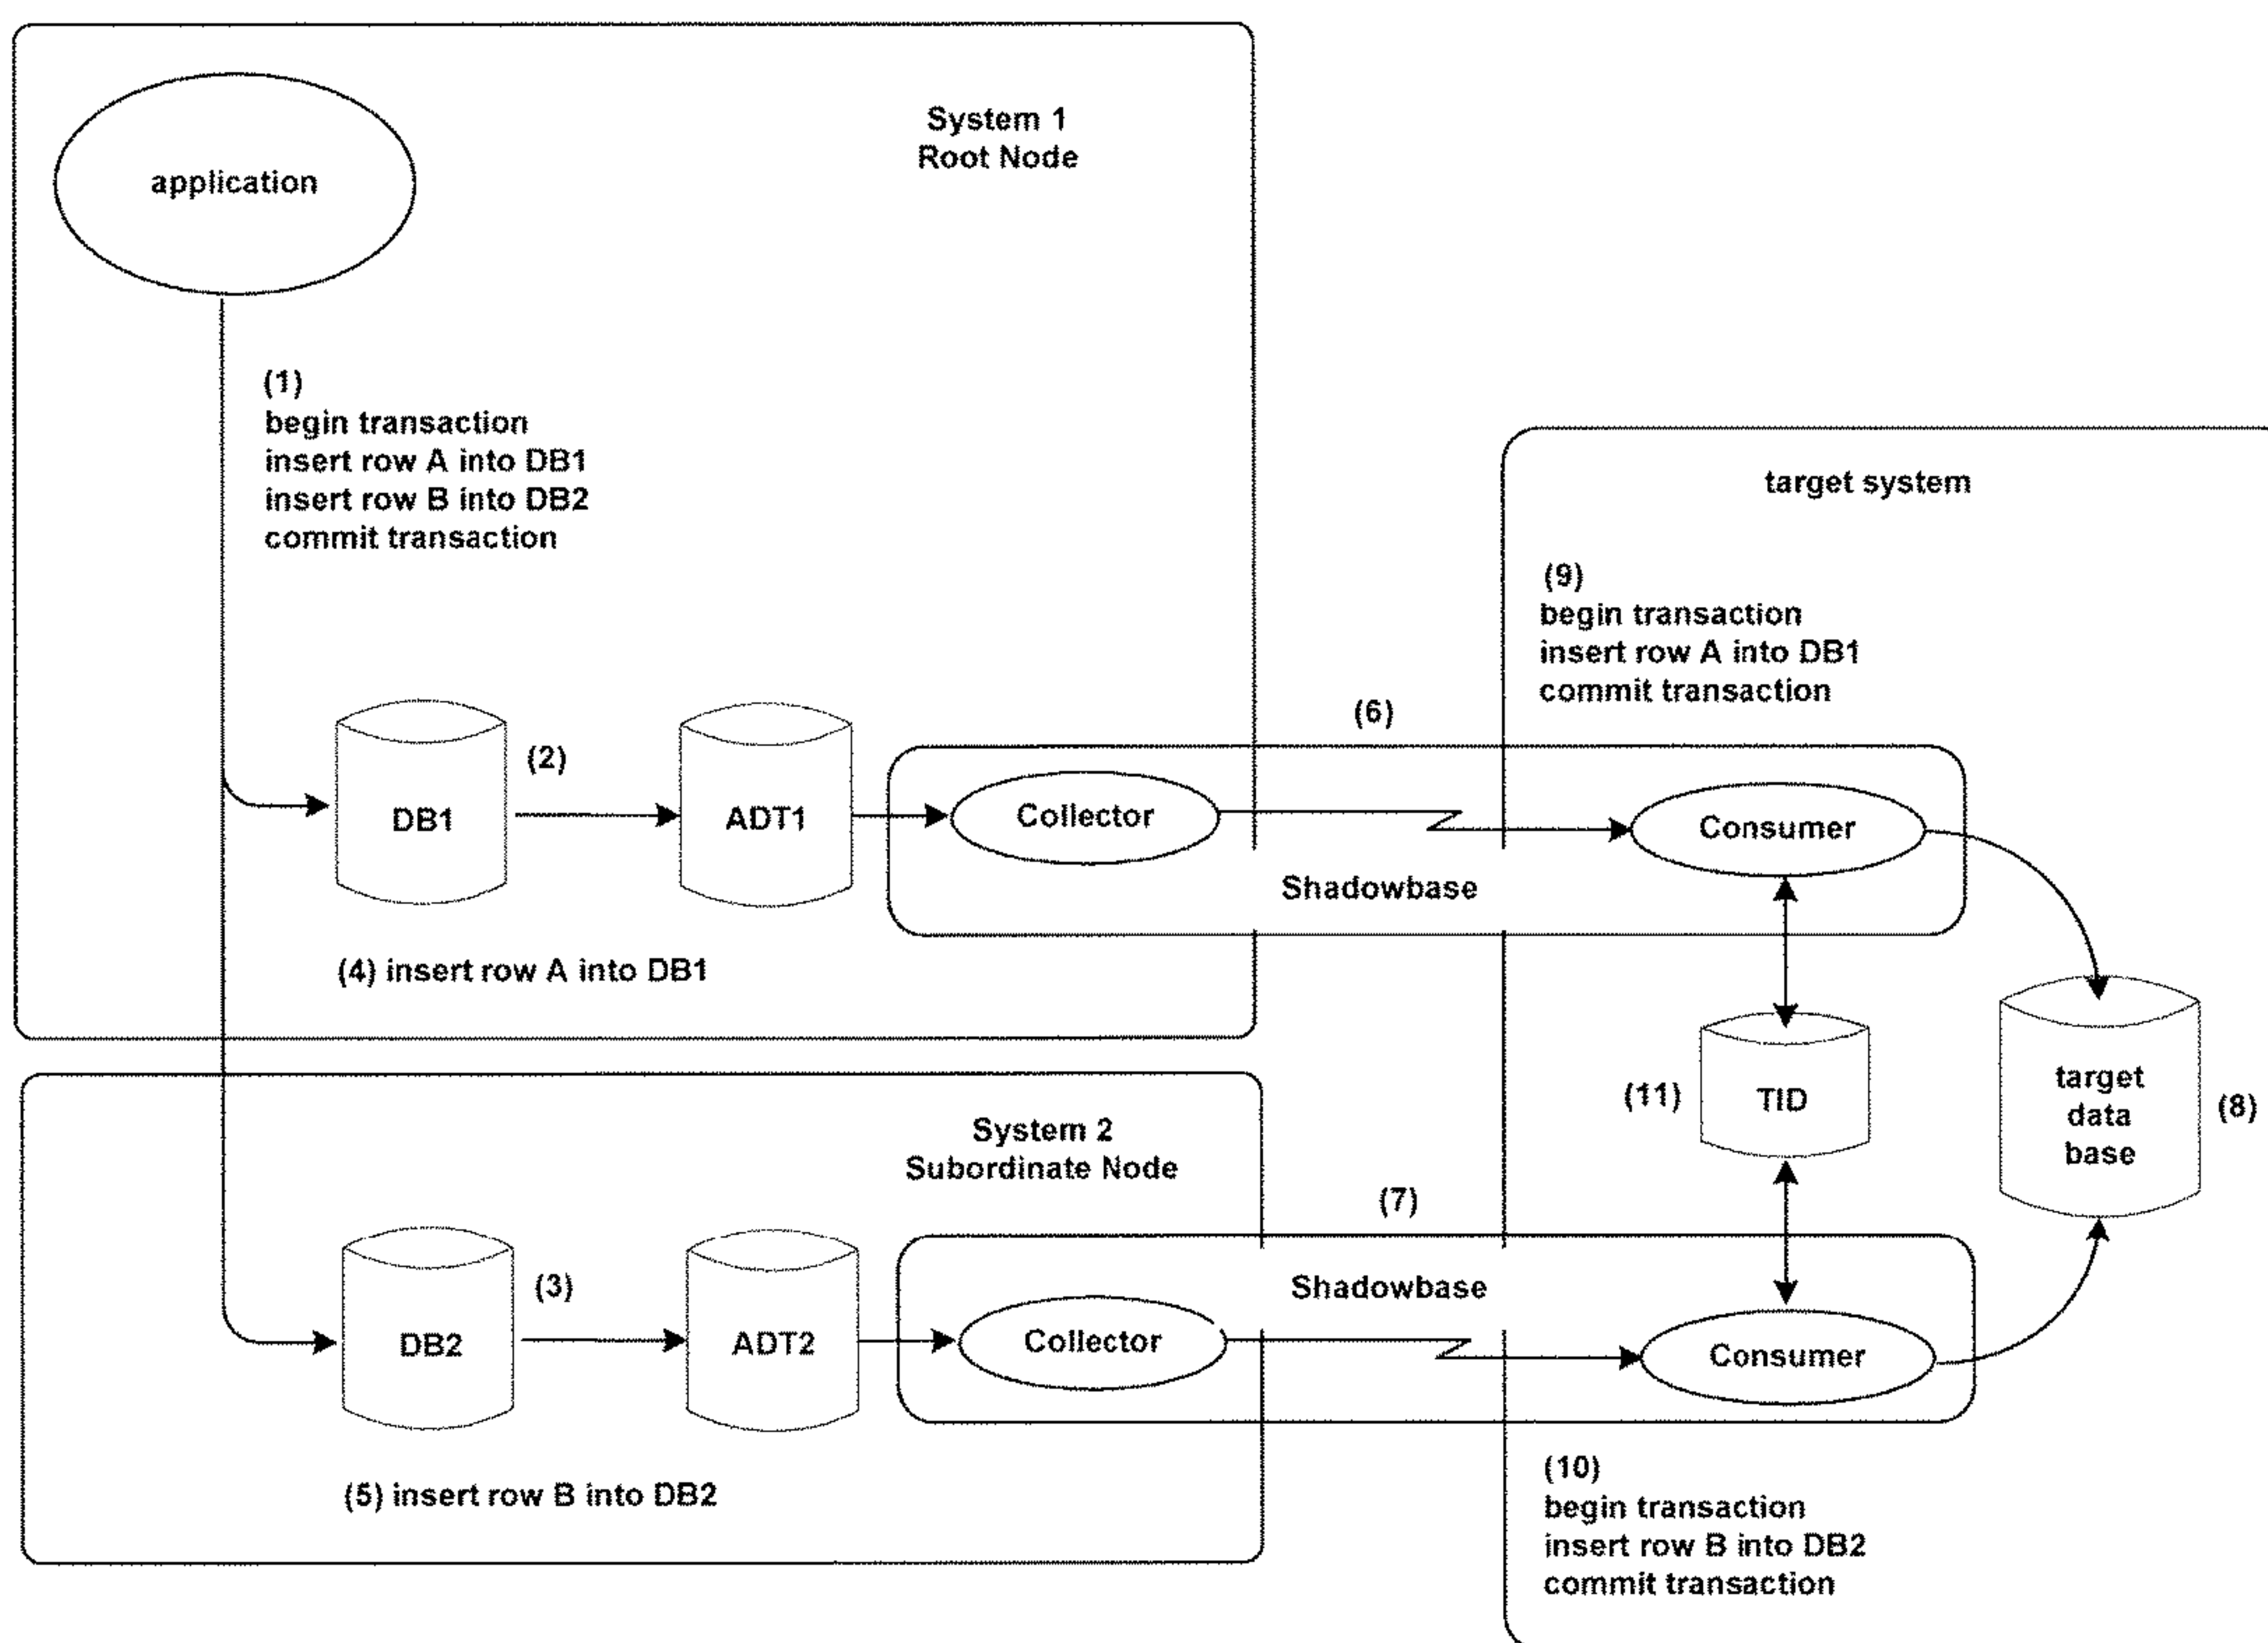 System 1
Root Node
application
(1)
begin transaction
insert row A into DB1
insert row B into DB2
commit transaction
target system
(9)
begin transaction
insert row A into DB1
commit transaction
(6)
(2)
DB1
ADT1
Collector
Consumer
Shadowbase
(4) insert row A into DB1
(11)
TID
target
data
base
(8)
System 2
Subordinate Node
(7)
(3)
Shadowbase
DB2
ADT2
Collector
Consumer
(5) insert row B into DB2
(10)
begin transaction
insert row B into DB2
commit transaction